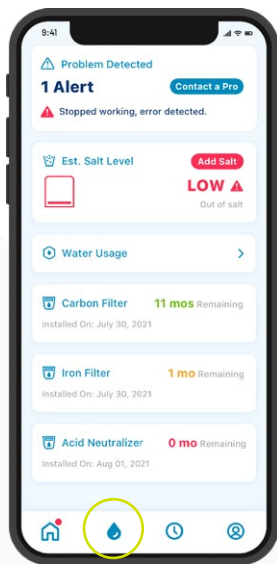 9:41
Problem Detected
1 Alert
Contact a Pro
Stopped working, error detected.
Est. Salt Level
Add Salt
LOW
Out of salt
Water Usage
Carbon Filter 11 mos Remaining
Installed On: July 30, 2021
Iron Filter 1 mo Remaining
Installed On: July 30, 2021
Acid Neutralizer 0 mo Remaining
Installed On: Aug 01, 2021